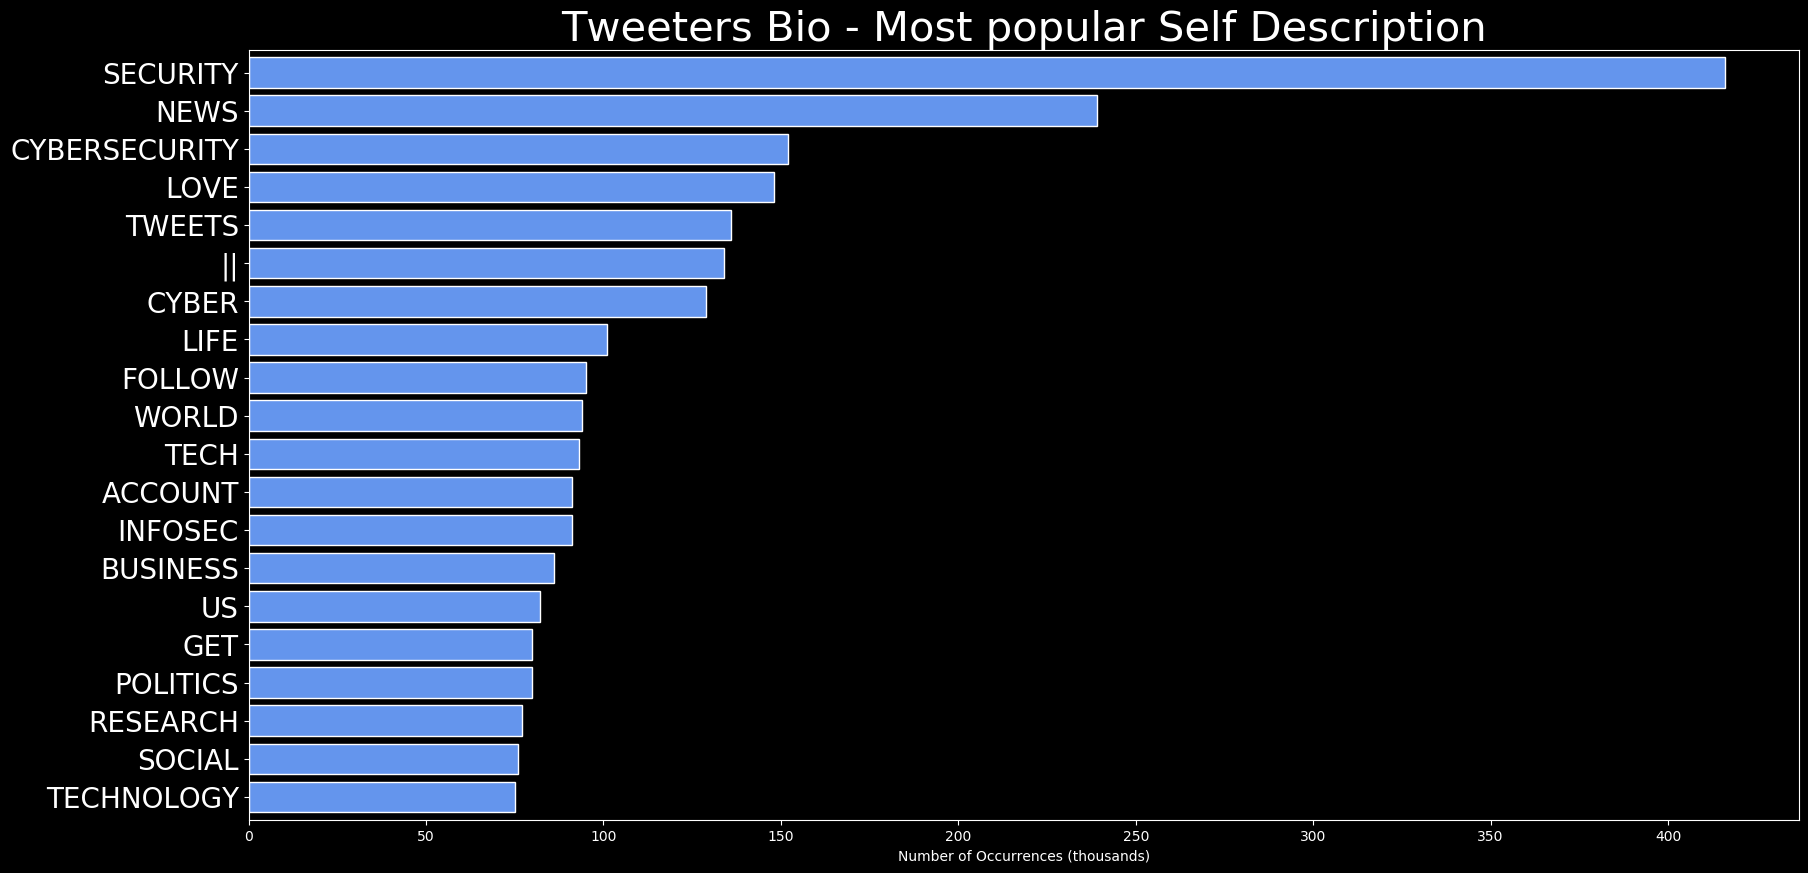 Tweeters Bio - Most popular Self Description
SECURITY
NEWS
CYBERSECURITY
LOVE
TWEETS
||
CYBER
LIFE
FOLLOW
WORLD
TECH
ACCOUNT
INFOSEC
BUSINESS
US
GET
POLITICS
RESEARCH
SOCIAL
TECHNOLOGY
0 50 100 150 200 250 300 350 400
Number of Occurrences (thousands)